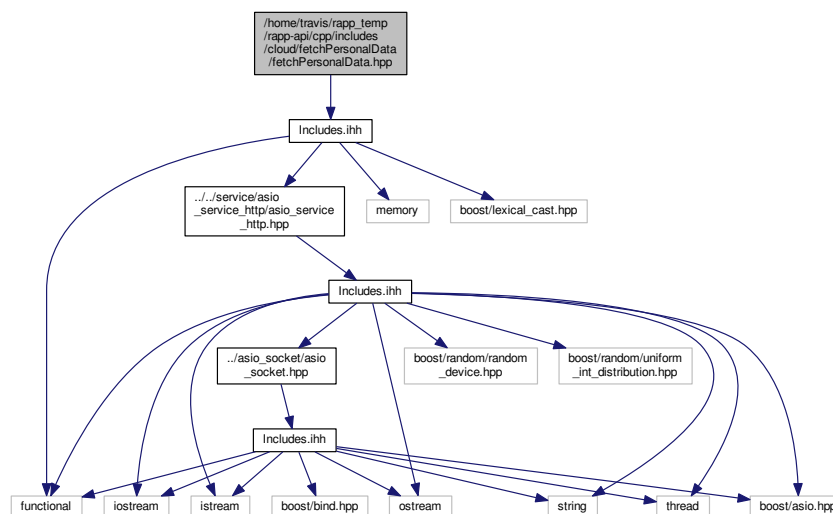 /home/travis/rapp_temp
/rapp-api/cpp/includes
/cloud/fetchPersonalData
/fetchPersonalData.hpp
Includes.ihh
../../service/asio
_service_http/asio_service
_http.hpp
memory
boost/lexical_cast.hpp
Includes.ihh
../asio_socket/asio
_socket.hpp
boost/random/random
_device.hpp
boost/random/uniform
_int_distribution.hpp
Includes.ihh
functional
iostream
istream
boost/bind.hpp
ostream
string
thread
boost/asio.hpp